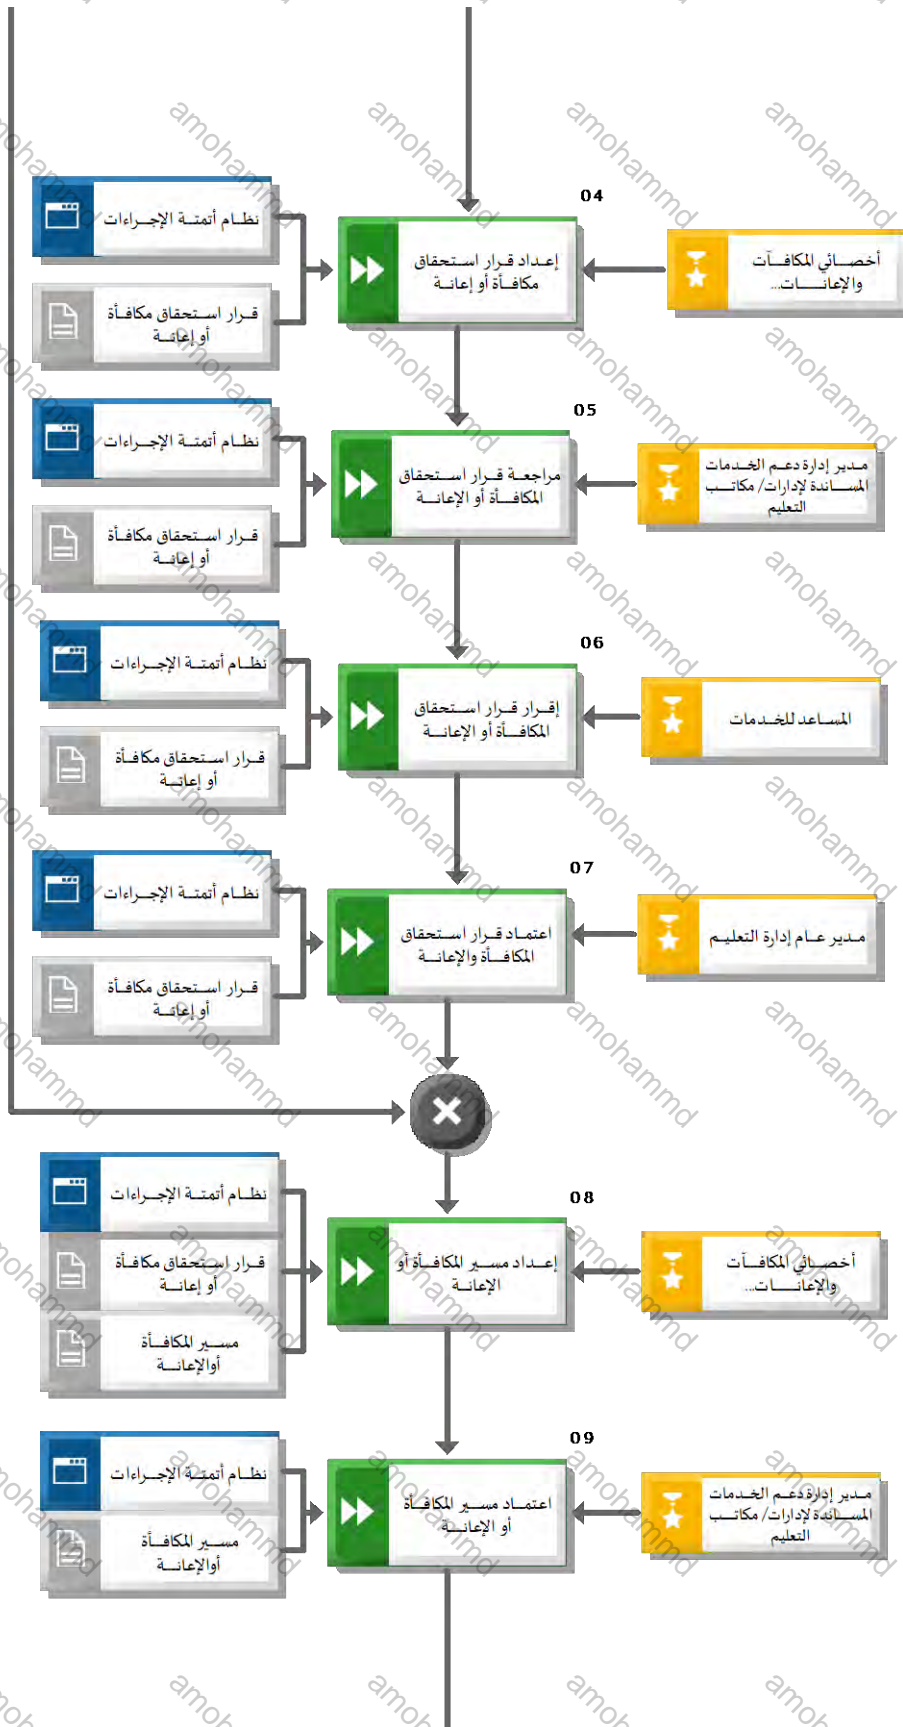 04
أخصائي المكافآت
والإعانات...
إعداد قرار استحقاق
مكافأة أو إعانة
نظام أتمتة الإجراءات
قرار استحقاق مكافأة
أو إعانة
05
مدير إدارة دعم الخدمات
المساندة لإدارات/ مكاتب
التعليم
مراجعة قرار استحقاق
المكافأة أو الإعانة
نظام أتمتة الإجراءات
قرار استحقاق مكافأة
أو إعانة
06
المساعد للخدمات
إقرار قرار استحقاق
المكافأة أو الإعانة
نظام أتمتة الإجراءات
قرار استحقاق مكافأة
أو إعانة
07
مدير عام إدارة التعليم
اعتماد قرار استحقاق
المكافأة والإعانة
نظام أتمتة الإجراءات
قرار استحقاق مكافأة
أو إعانة
08
أخصائي المكافآت
والإعانات...
إعداد مسير المكافأة أو
الإعانة
نظام أتمتة الإجراءات
قرار استحقاق مكافأة
أو إعانة
مسير المكافأة
أوالإعانة
09
مدير إدارة دعم الخدمات
المساندة لإدارات/ مكاتب
التعليم
اعتماد مسير المكافأة
أو الإعانة
نظام أتمتة الإجراءات
مسير المكافأة
أوالإعانة
amohammd